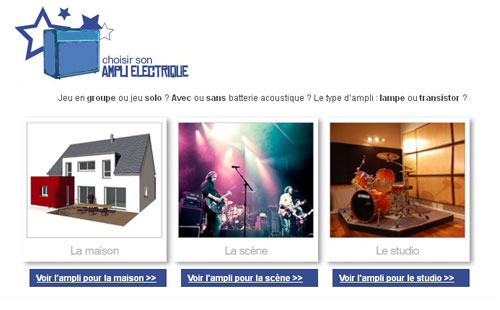 choisir son
AMPLI ELECTRIQUE
Jeu en groupe ou jeu solo ? Avec ou sans batterie acoustique ? Le type d'ampli : lampe ou transistor ?
La maison
La scène
Le studio
Voir l'ampli pour la maison >>
Voir l'ampli pour la scène >>
Voir l'ampli pour le studio >>